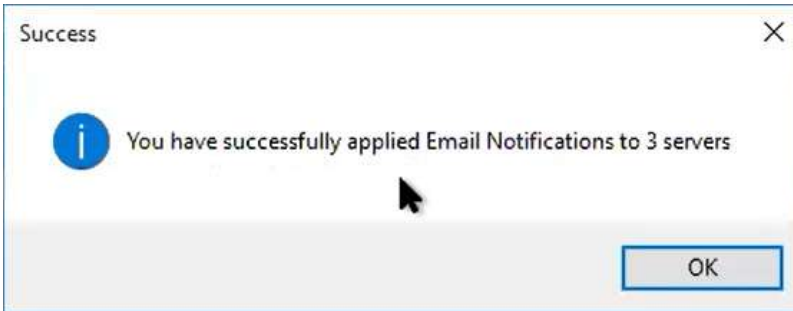 Success
You have successfully applied Email Notifications to 3 servers
OK